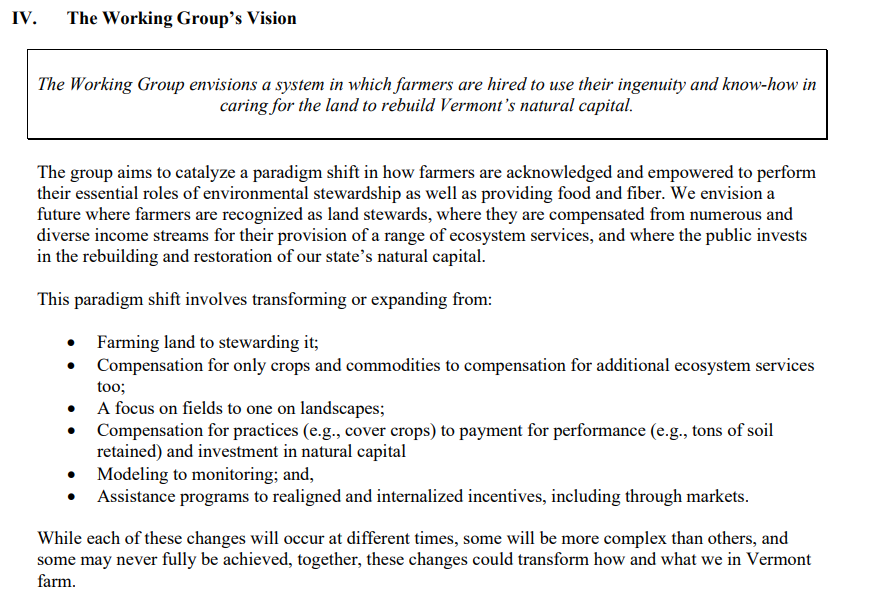 IV. The Working Group’s Vision
The Working Group envisions a system in which farmers are hired to use their ingenuity and know-how in
caring for the land to rebuild Vermont’s natural capital.
The group aims to catalyze a paradigm shift in how farmers are acknowledged and empowered to perform
their essential roles of environmental stewardship as well as providing food and fiber. We envision a
future where farmers are recognized as land stewards, where they are compensated from numerous and
diverse income streams for their provision of a range of ecosystem services, and where the public invests
in the rebuilding and restoration of our state’s natural capital.
This paradigm shift involves transforming or expanding from:
• Farming land to stewarding it;
• Compensation for only crops and commodities to compensation for additional ecosystem services
too;
• A focus on fields to one on landscapes;
• Compensation for practices (e.g., cover crops) to payment for performance (e.g., tons of soil
retained) and investment in natural capital
• Modeling to monitoring; and,
• Assistance programs to realigned and internalized incentives, including through markets.
While each of these changes will occur at different times, some will be more complex than others, and
some may never fully be achieved, together, these changes could transform how and what we in Vermont
farm.